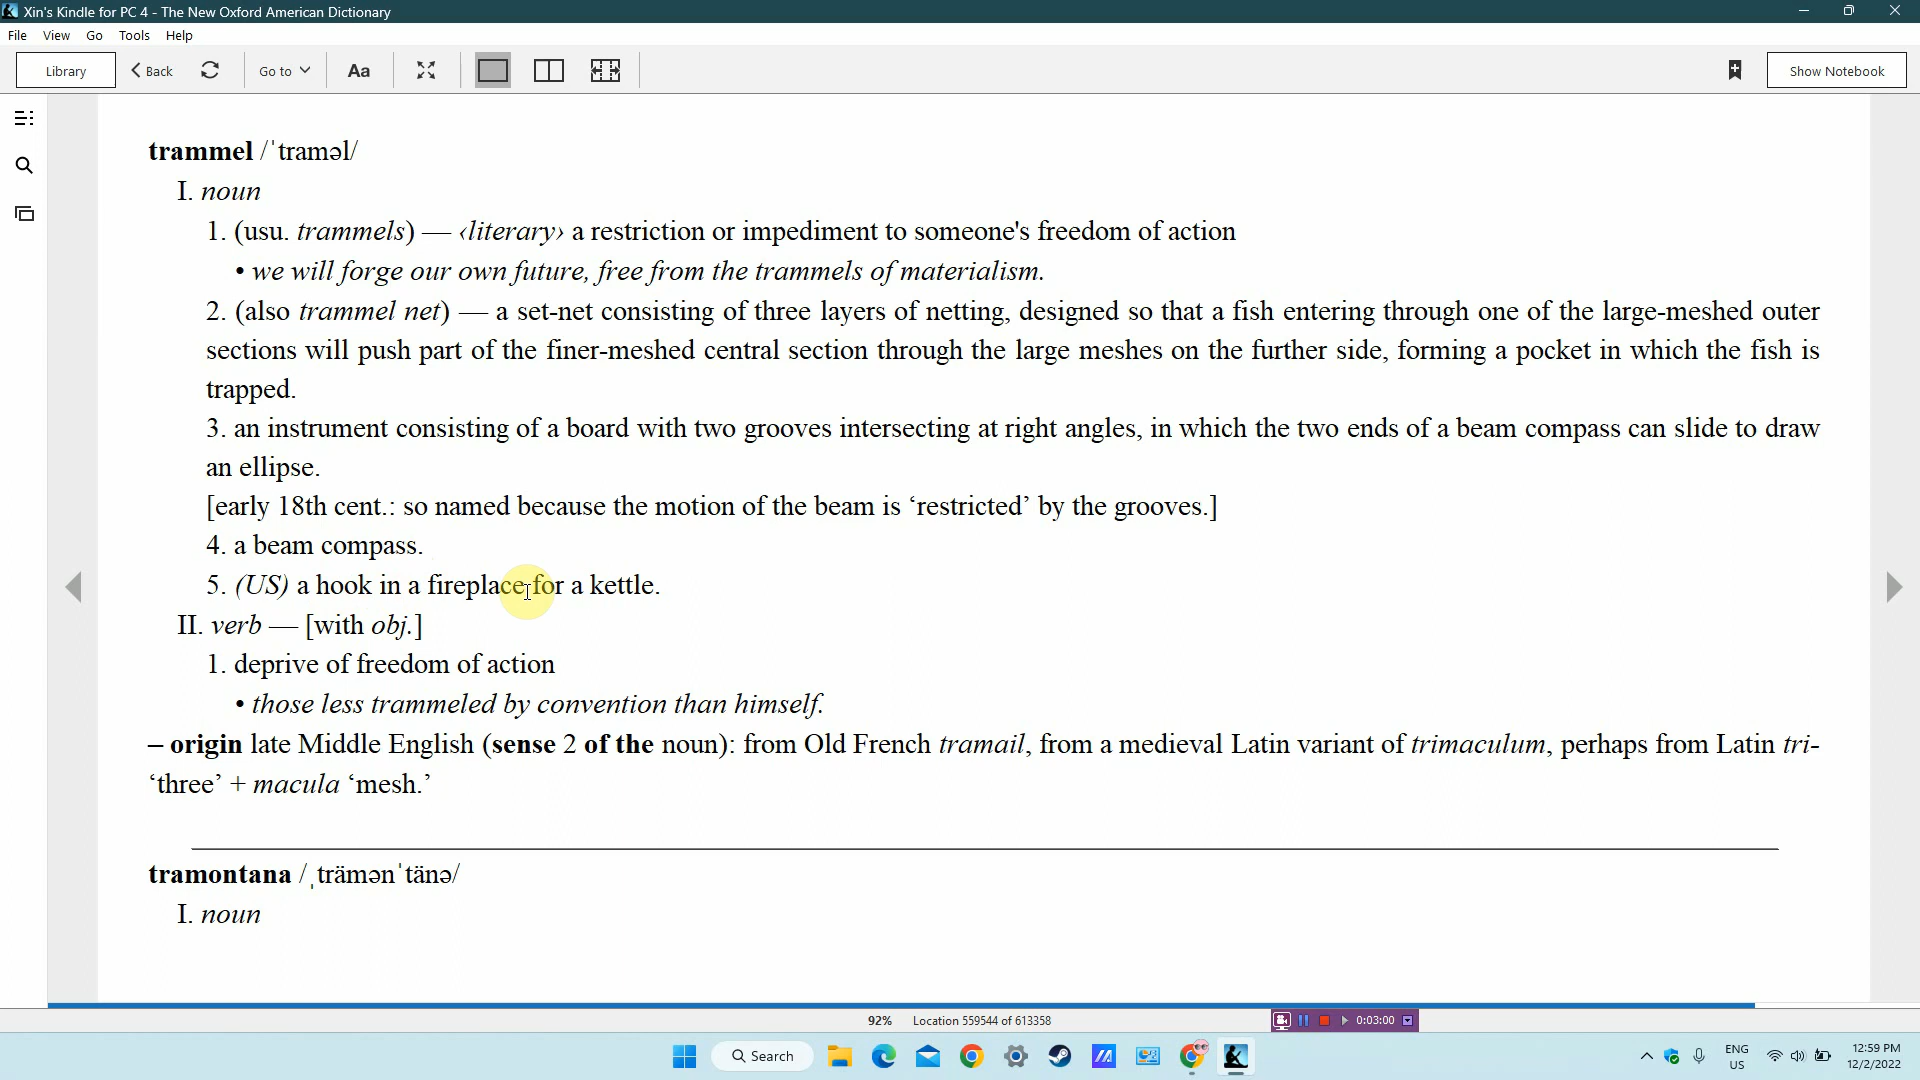 Xin's Kindle for PC 4 - The New Oxford American Dictionary
File View Go Tools Help
Library Back Go to Aa Show Notebook
trammel /ˈtraməl/
I. noun
1. (usu. trammels) — ‹literary› a restriction or impediment to someone's freedom of action
• we will forge our own future, free from the trammels of materialism.
2. (also trammel net) — a set-net consisting of three layers of netting, designed so that a fish entering through one of the large-meshed outer
sections will push part of the finer-meshed central section through the large meshes on the further side, forming a pocket in which the fish is
trapped.
3. an instrument consisting of a board with two grooves intersecting at right angles, in which the two ends of a beam compass can slide to draw
an ellipse.
[early 18th cent.: so named because the motion of the beam is ‘restricted’ by the grooves.]
4. a beam compass.
5. (US) a hook in a fireplace for a kettle.
II. verb — [with obj.]
1. deprive of freedom of action
• those less trammeled by convention than himself.
– origin late Middle English (sense 2 of the noun): from Old French tramail, from a medieval Latin variant of trimaculum, perhaps from Latin tri-
‘three’ + macula ‘mesh.’
tramontana /ˌträmənˈtänə/
I. noun
92% Location 559544 of 613358 0:03:00
Search ENG 12:59 PM
US 12/2/2022